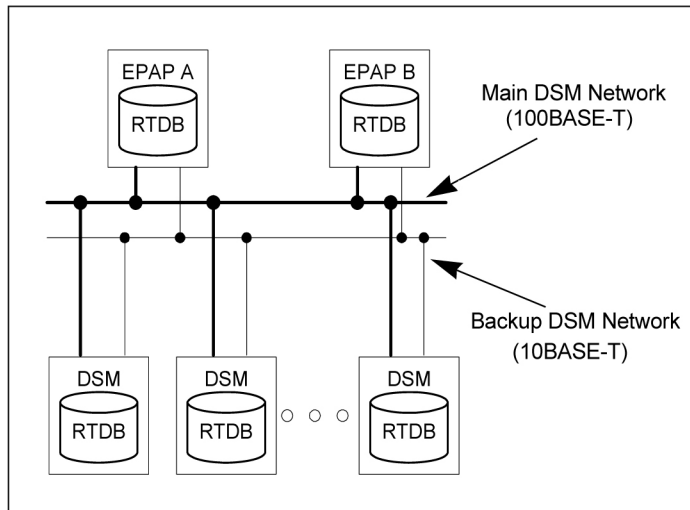 EPAP A
RTDB
EPAP B
RTDB
Main DSM Network
(100BASE-T)
Backup DSM Network
(10BASE-T)
DSM
RTDB
DSM
RTDB
DSM
RTDB